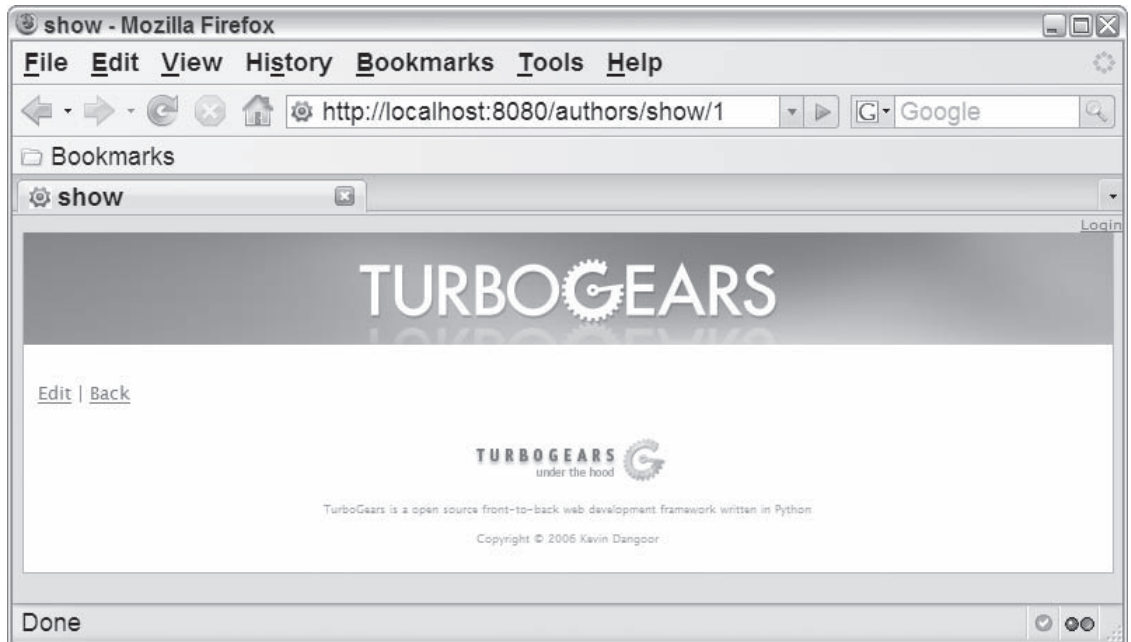 show - Mozilla Firefox
File Edit View History Bookmarks Tools Help
http://localhost:8080/authors/show/1
G
Google
Bookmarks
show
Login
TURBOGEARS
Edit | Back
TURBOGEARS
under the hood
TurboGears is a open source front-to-back web development framework written in Python
Copyright © 2006 Kevin Dangoor
Done